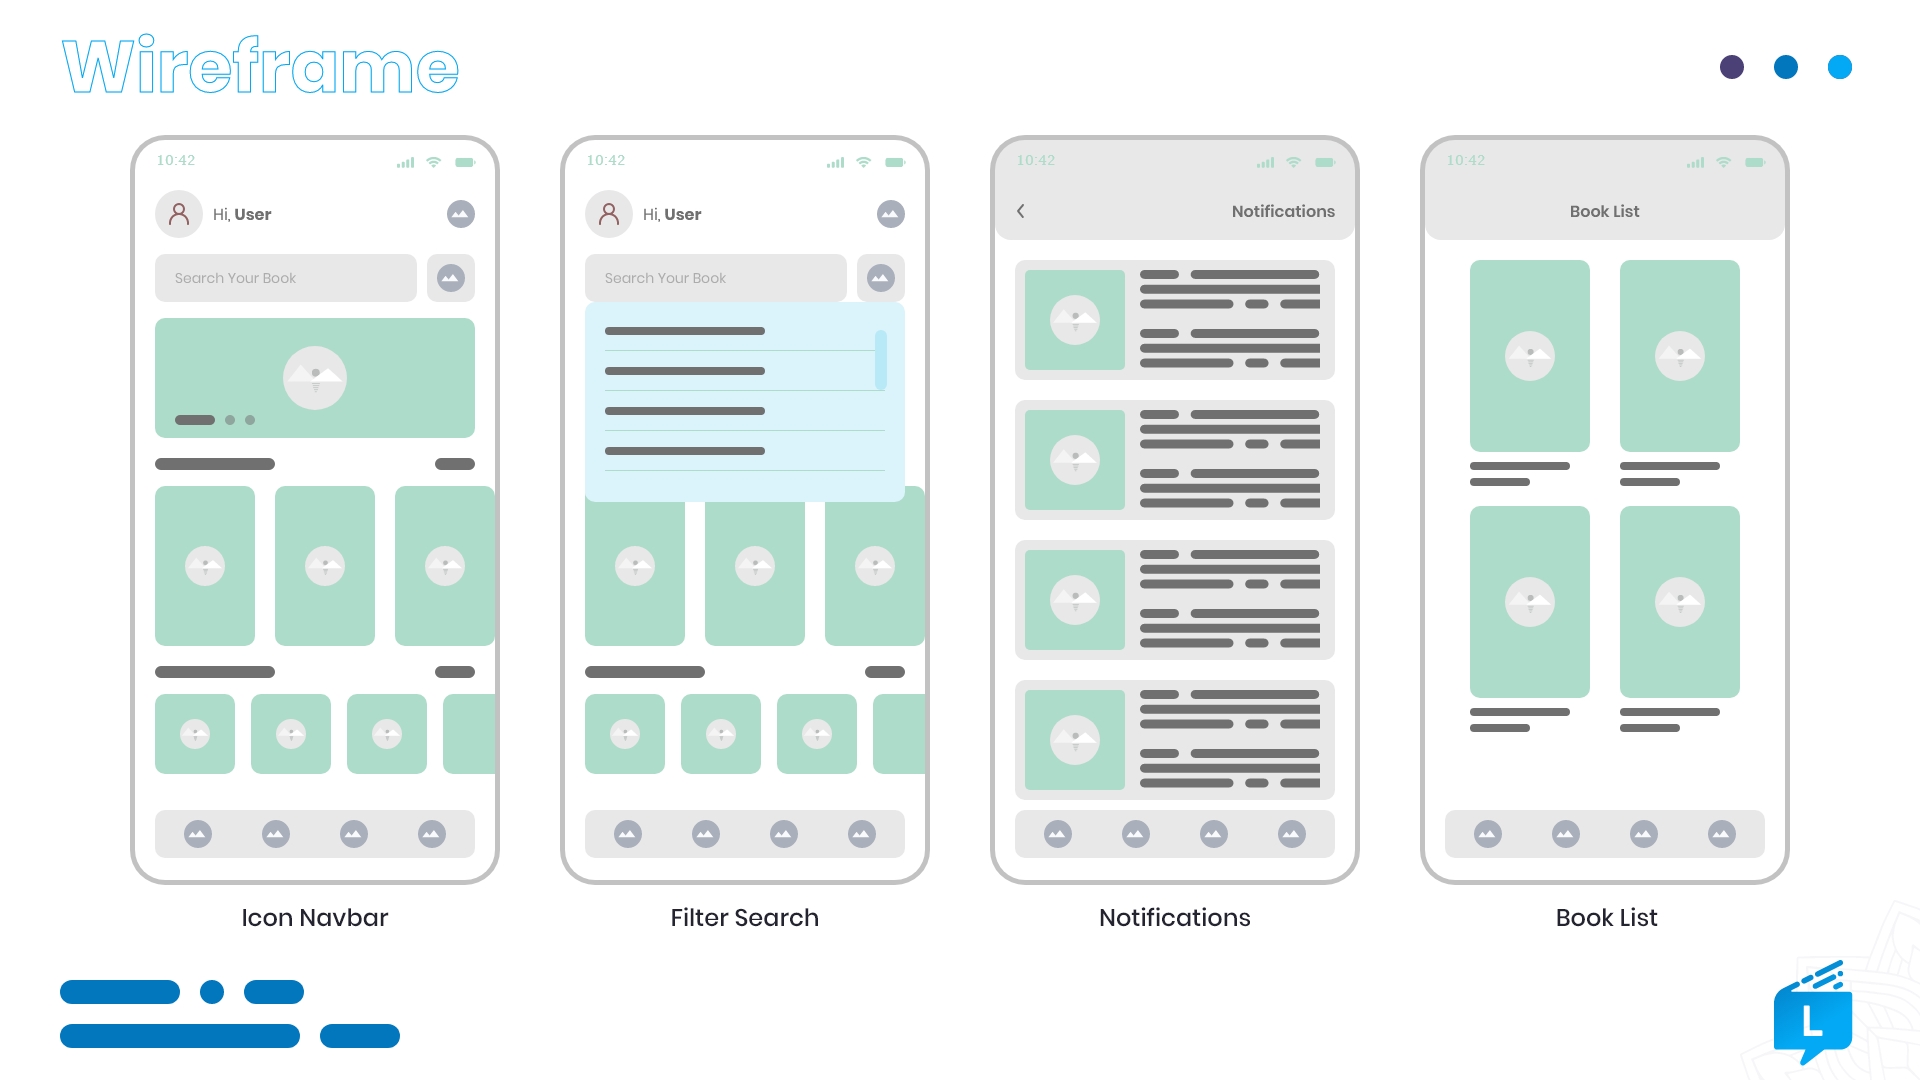 Wireframe
10:42
Hi, User
Search Your Book
Icon Navbar
10:42
Hi, User
Search Your Book
Filter Search
10:42
Notifications
Notifications
10:42
Book List
Book List
L